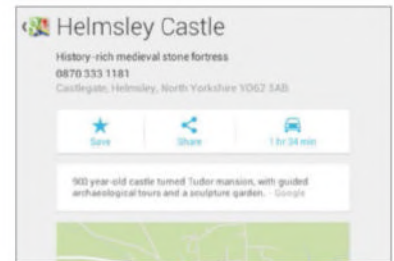 Helmsley Castle
History-rich medieval stone fortress
0870 333 1181
Castlegate, Helmsley, North Yorkshire YO62 5AB
Save Share 1 hr 34 min
900 year-old castle turned Tudor mansion, with guided
archaeological tours and a sculpture garden. - Google